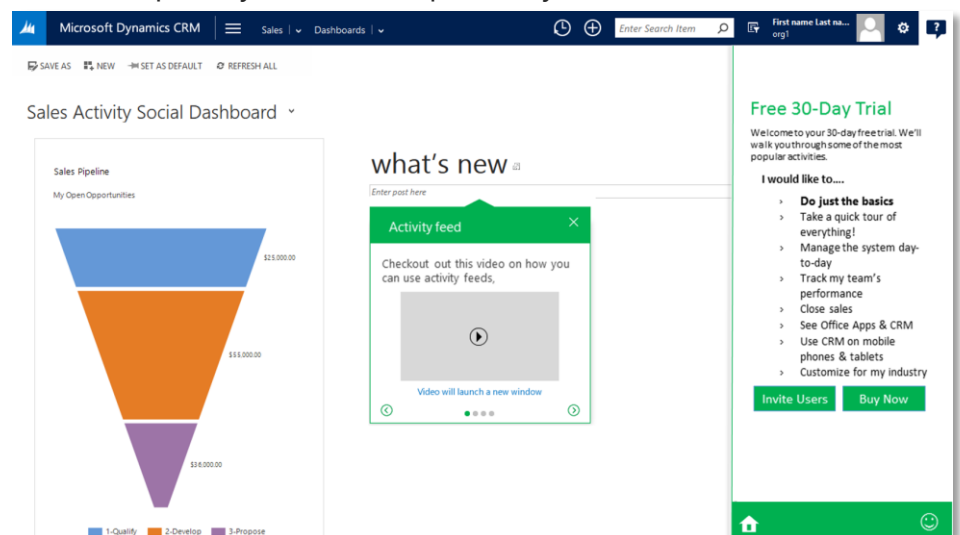 Microsoft Dynamics CRM
Sales
Dashboards
Enter Search Item
First name Last na...
org1
?
SAVE AS
NEW
SET AS DEFAULT
REFRESH ALL
Sales Activity Social Dashboard
Sales Pipeline
My Open Opportunities
$25,000.00
$55,000.00
$36,000.00
1-Qualify
2-Develop
3-Propose
what's new
Enter post here
Activity feed
Checkout out this video on how you
can use activity feeds,
Video will launch a new window
Free 30-Day Trial
Welcome to your 30-day free trial. We'll
walk you through some of the most
popular activities.
I would like to....
Do just the basics
Take a quick tour of
everything!
Manage the system day-
to-day
Track my team's
performance
Close sales
See Office Apps & CRM
Use CRM on mobile
phones & tablets
Customize for my industry
Invite Users
Buy Now